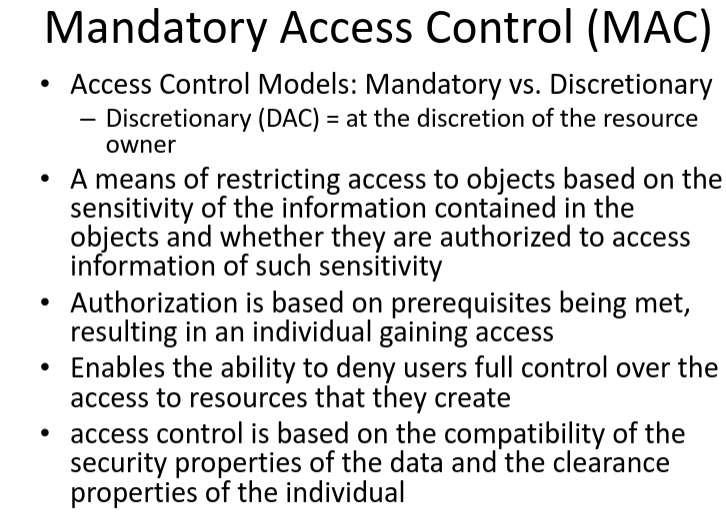 Mandatory Access Control (MAC)
• Access Control Models: Mandatory vs. Discretionary
– Discretionary (DAC) = at the discretion of the resource
owner
• A means of restricting access to objects based on the
sensitivity of the information contained in the
objects and whether they are authorized to access
information of such sensitivity
• Authorization is based on prerequisites being met,
resulting in an individual gaining access
• Enables the ability to deny users full control over the
access to resources that they create
• access control is based on the compatibility of the
security properties of the data and the clearance
properties of the individual